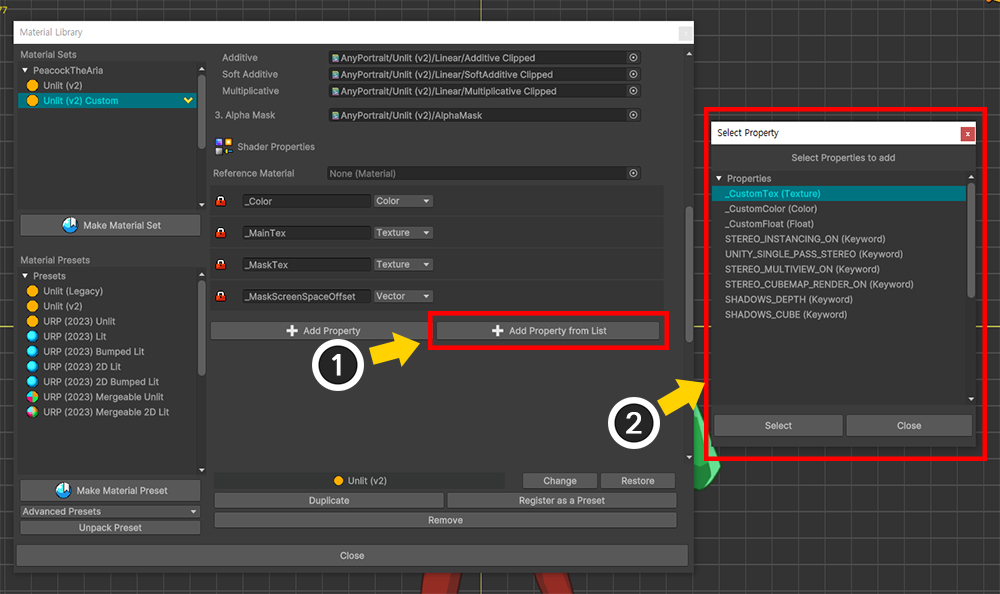 77
Material Library
x
Material Sets
PeacockTheAria
Unlit (v2)
Unlit (v2) Custom
Make Material Set
Material Presets
Presets
Unlit (Legacy)
Unlit (v2)
URP (2023) Unlit
URP (2023) Lit
URP (2023) Bumped Lit
URP (2023) 2D Lit
URP (2023) 2D Bumped Lit
URP (2023) Mergeable Unlit
URP (2023) Mergeable 2D Lit
Make Material Preset
Advanced Presets
Unpack Preset
Additive AnyPortrait/Unlit (v2)/Linear/Additive Clipped
Soft Additive AnyPortrait/Unlit (v2)/Linear/SoftAdditive Clipped
Multiplicative AnyPortrait/Unlit (v2)/Linear/Multiplicative Clipped
3. Alpha Mask AnyPortrait/Unlit (v2)/AlphaMask
Shader Properties
Reference Material None (Material)
_Color Color
_MainTex Texture
_MaskTex Texture
_MaskScreenSpaceOffset Vector
Add Property Add Property from List
1
Unlit (v2) Change Restore
Duplicate Register as a Preset
Remove
Close
2
Select Property
x
Select Properties to add
Properties
_CustomTex (Texture)
_CustomColor (Color)
_CustomFloat (Float)
STEREO_INSTANCING_ON (Keyword)
UNITY_SINGLE_PASS_STEREO (Keyword)
STEREO_MULTIVIEW_ON (Keyword)
STEREO_CUBEMAP_RENDER_ON (Keyword)
SHADOWS_DEPTH (Keyword)
SHADOWS_CUBE (Keyword)
Select Close